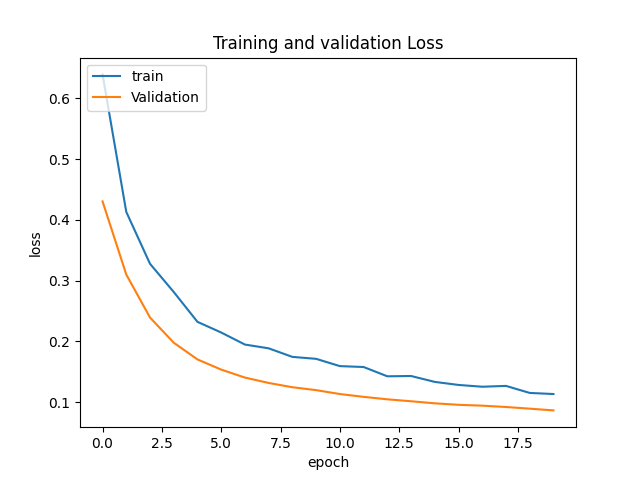 Training and validation Loss
train
Validation
0.6
0.5
0.4
0.3
0.2
0.1
loss
0.0 2.5 5.0 7.5 10.0 12.5 15.0 17.5
epoch